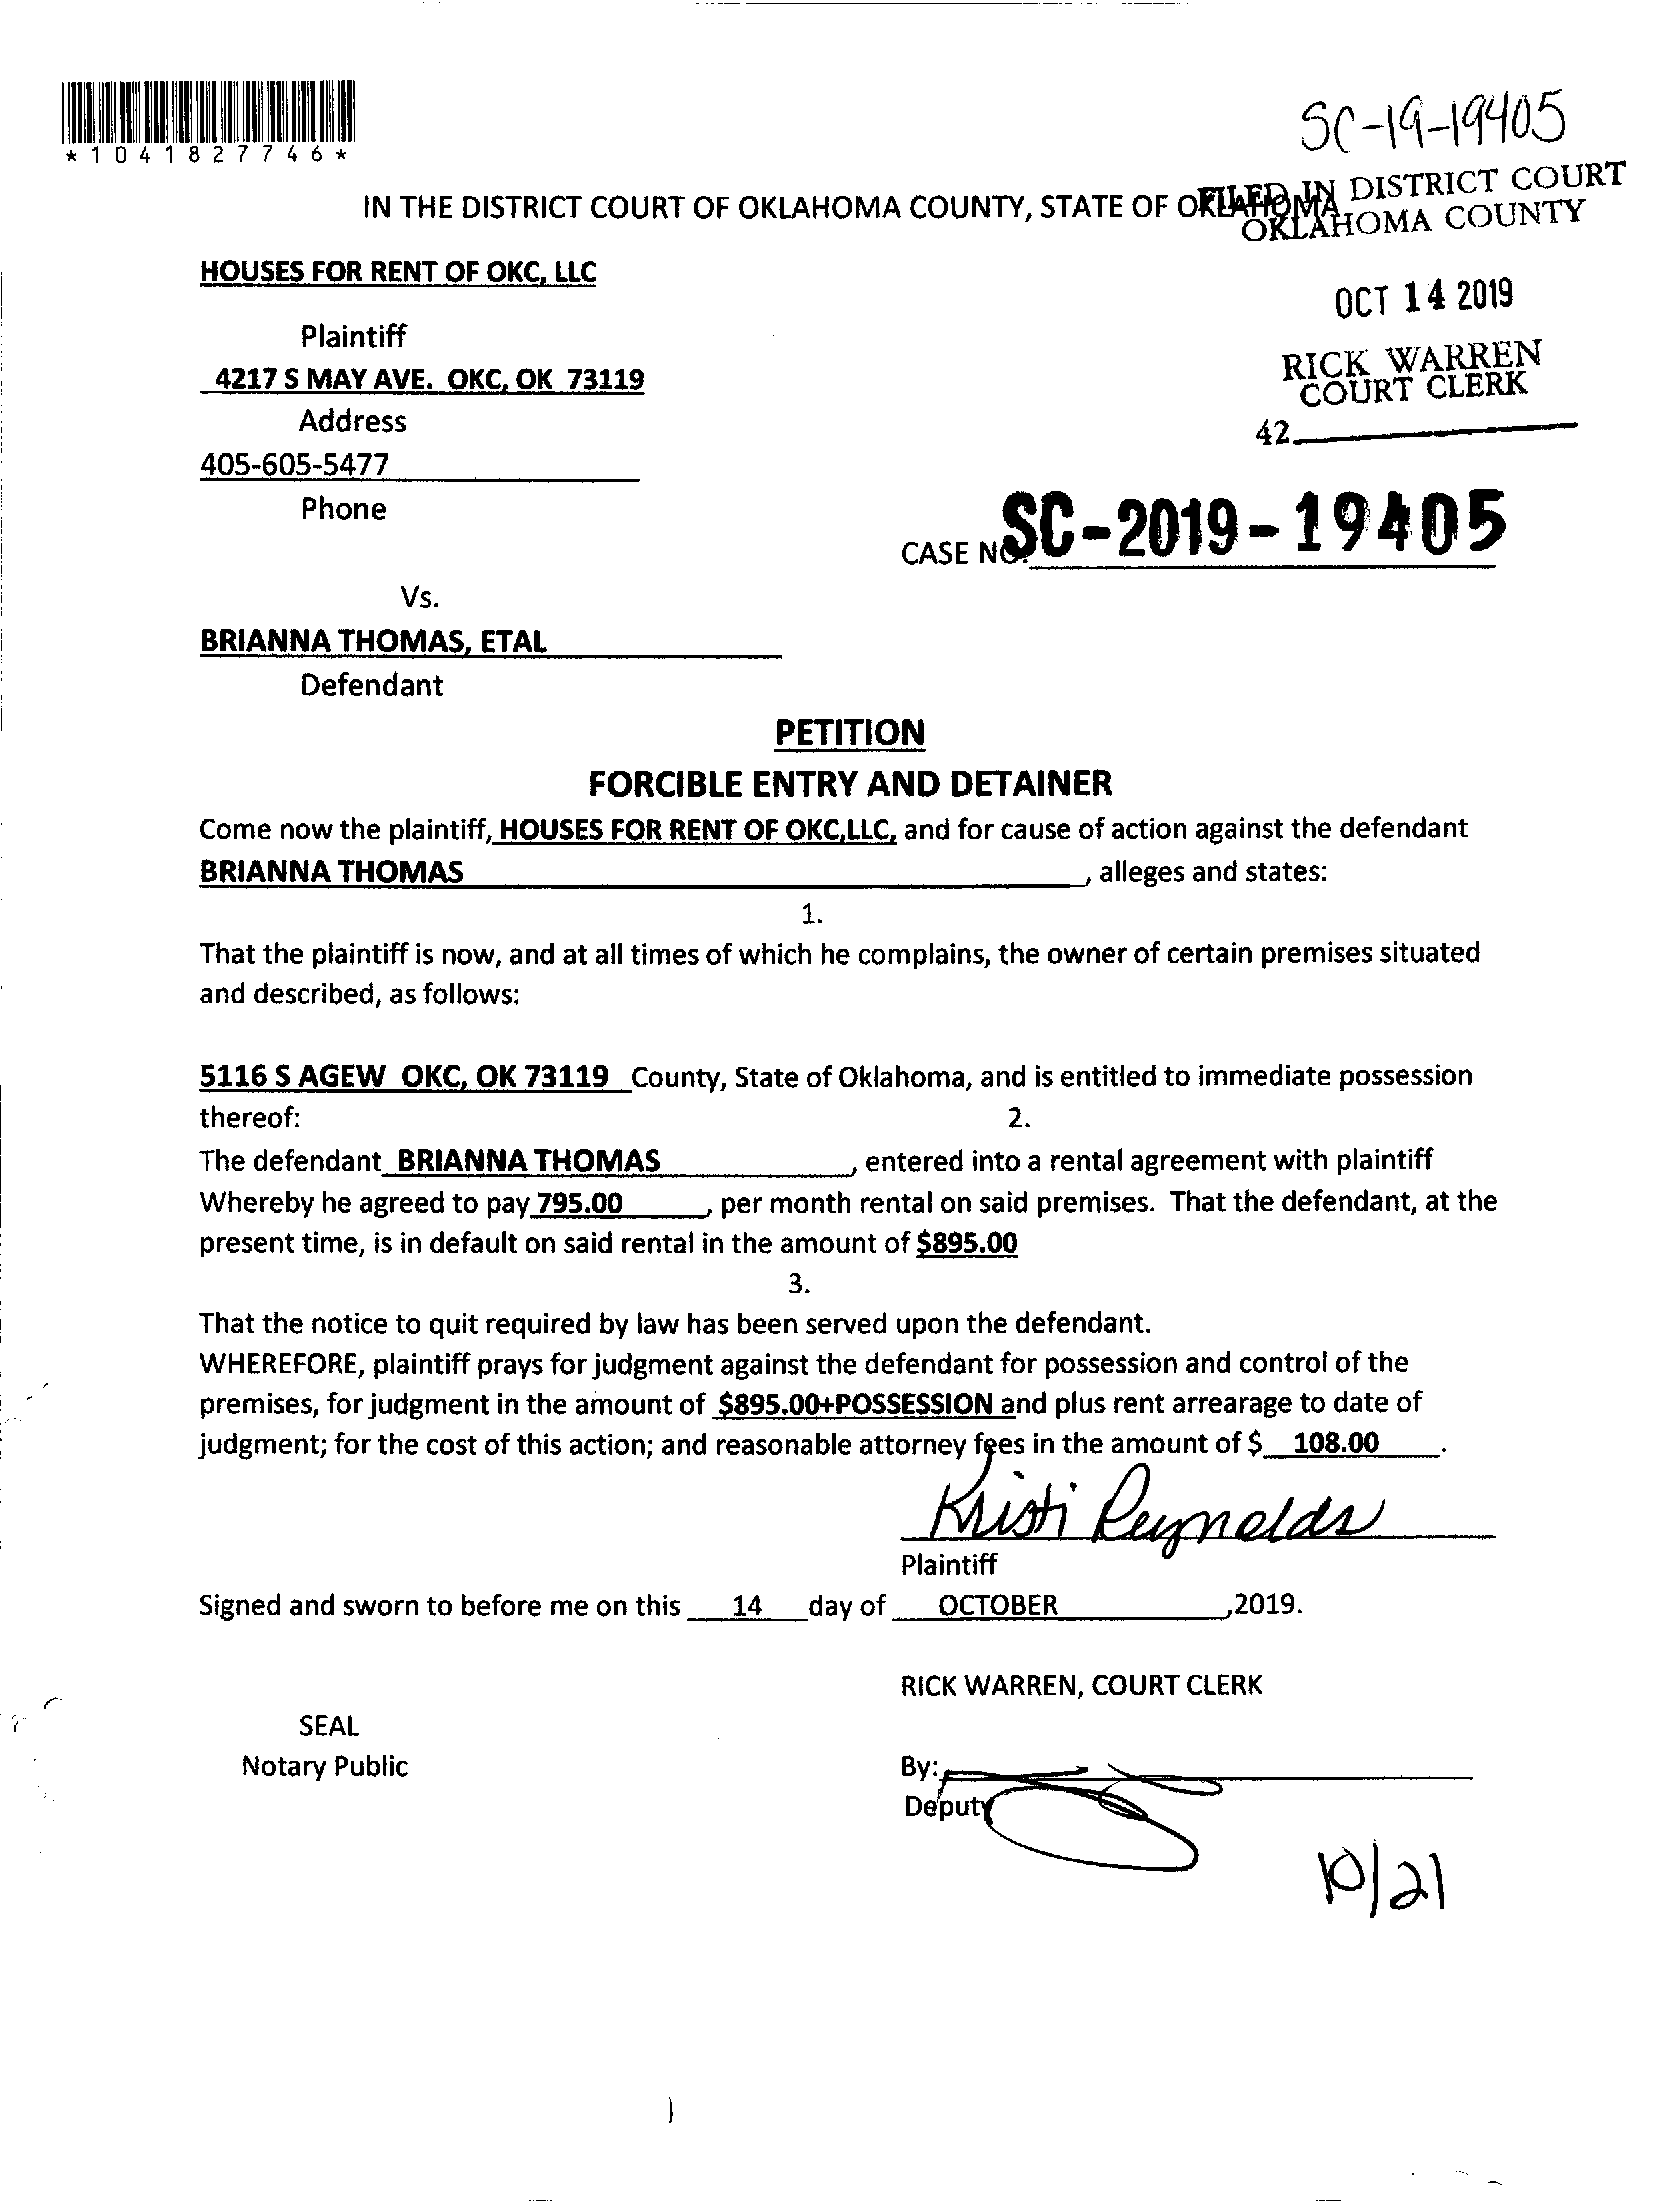 *1041827746*
SC-19-19405
IN THE DISTRICT COURT OF OKLAHOMA COUNTY, STATE OF OKLAHOMA
FILED IN DISTRICT COURT
OKLAHOMA COUNTY
HOUSES FOR RENT OF OKC, LLC
OCT 14 2019
Plaintiff
RICK WARREN
COURT CLERK
4217 S MAY AVE. OKC, OK 73119
Address
42
405-605-5477
Phone
CASE NO. SC-2019-19405
Vs.
BRIANNA THOMAS, ETAL
Defendant
PETITION
FORCIBLE ENTRY AND DETAINER
Come now the plaintiff, HOUSES FOR RENT OF OKC,LLC, and for cause of action against the defendant
BRIANNA THOMAS , alleges and states:
1.
That the plaintiff is now, and at all times of which he complains, the owner of certain premises situated
and described, as follows:
5116 S AGEW OKC, OK 73119 County, State of Oklahoma, and is entitled to immediate possession
thereof: 2.
The defendant BRIANNA THOMAS , entered into a rental agreement with plaintiff
Whereby he agreed to pay 795.00 , per month rental on said premises. That the defendant, at the
present time, is in default on said rental in the amount of $895.00
3.
That the notice to quit required by law has been served upon the defendant.
WHEREFORE, plaintiff prays for judgment against the defendant for possession and control of the
premises, for judgment in the amount of $895.00+POSSESSION and plus rent arrearage to date of
judgment; for the cost of this action; and reasonable attorney fees in the amount of $ 108.00 .
Kristi Reynolds
Plaintiff
Signed and sworn to before me on this 14 day of OCTOBER ,2019.
RICK WARREN, COURT CLERK
SEAL
Notary Public
By:
Deputy
10/21